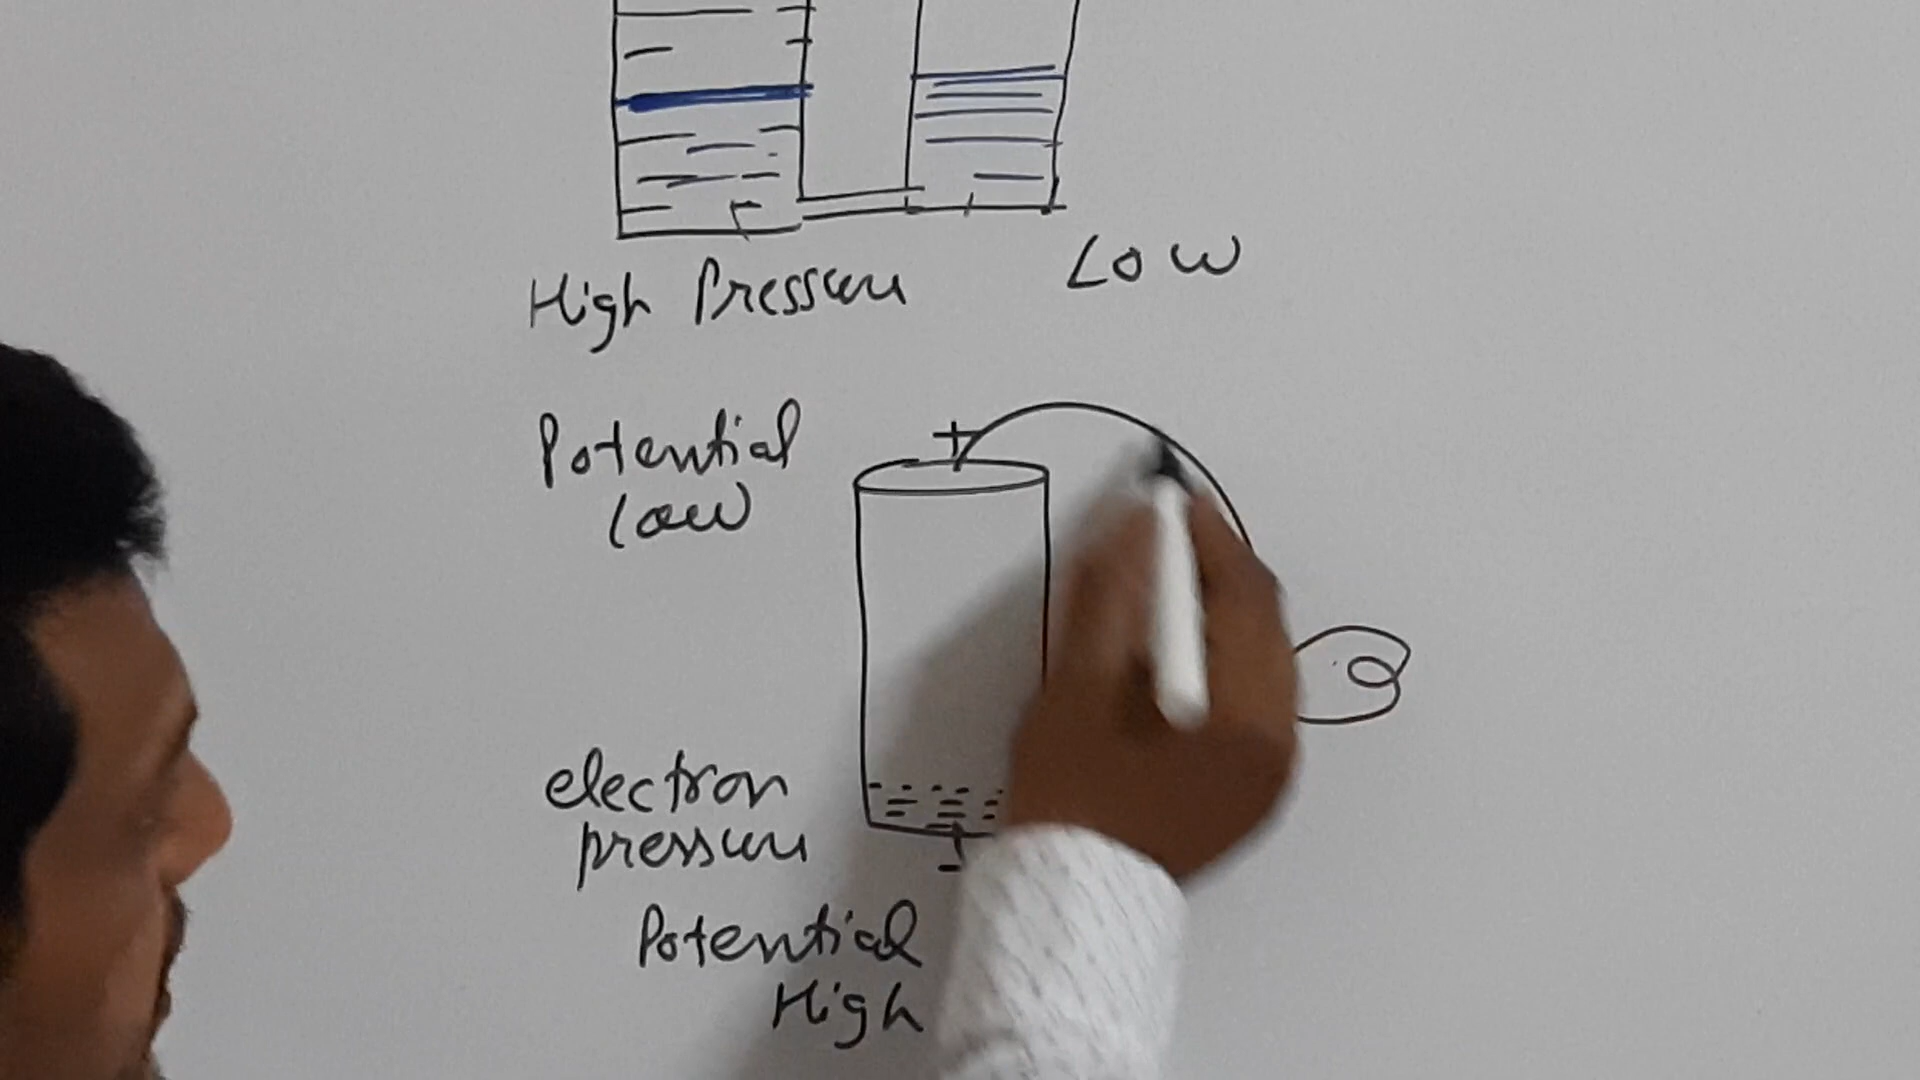 High Pressure
Low
Potential
Low
+
electron
pressure
-
Potential
High